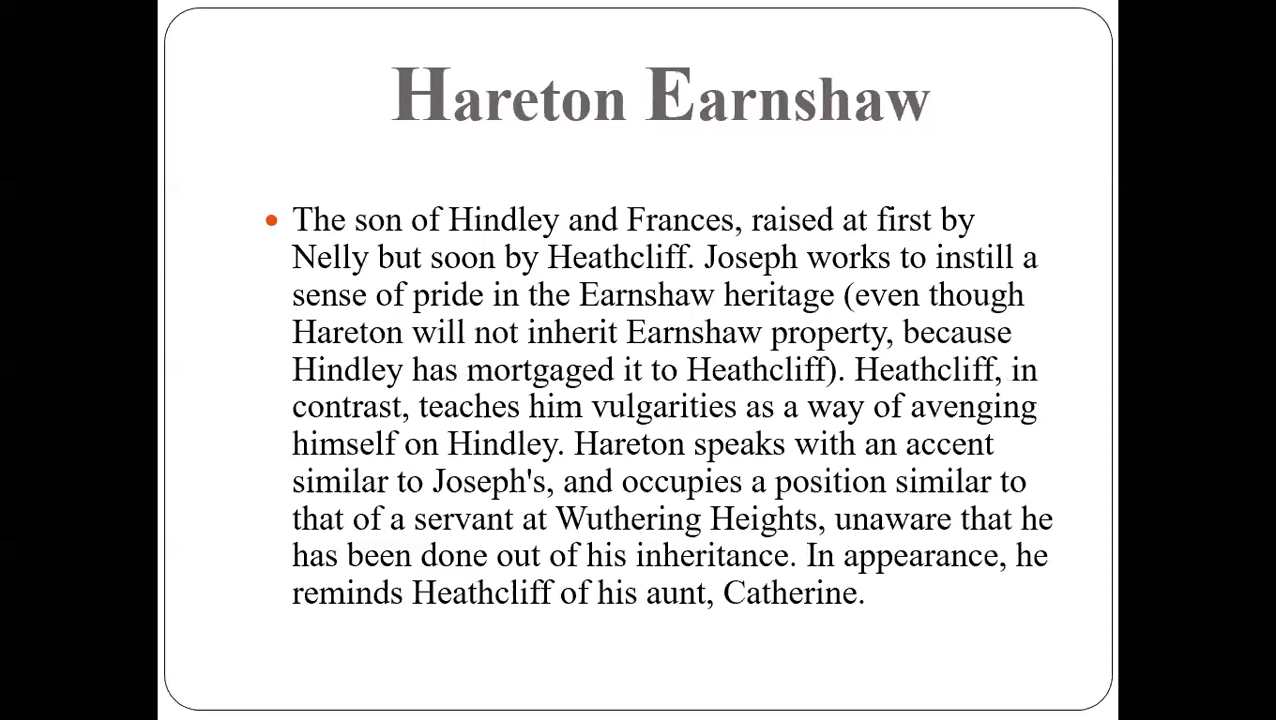 Hareton Earnshaw
• The son of Hindley and Frances, raised at first by
Nelly but soon by Heathcliff. Joseph works to instill a
sense of pride in the Earnshaw heritage (even though
Hareton will not inherit Earnshaw property, because
Hindley has mortgaged it to Heathcliff). Heathcliff, in
contrast, teaches him vulgarities as a way of avenging
himself on Hindley. Hareton speaks with an accent
similar to Joseph's, and occupies a position similar to
that of a servant at Wuthering Heights, unaware that he
has been done out of his inheritance. In appearance, he
reminds Heathcliff of his aunt, Catherine.